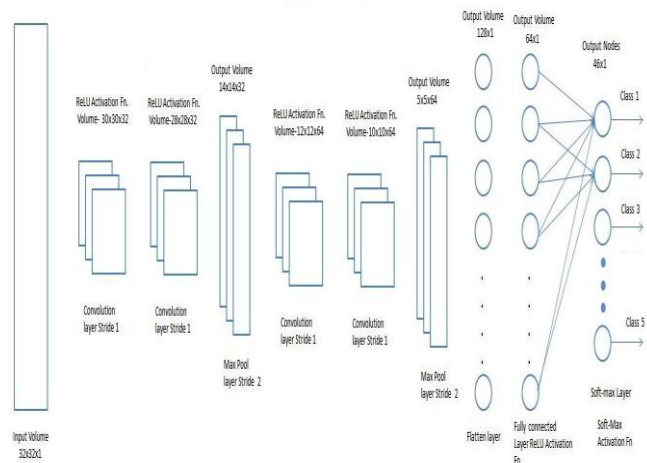 Output Volume
128x1
Output Volume
64x1
Output Nodes
46x1
Output Volume
14x14x32
Output Volume
5x5x64
ReLU Activation Fn.
Volume- 30x30x32
ReLU Activation Fn.
Volume-28x28x32
ReLU Activation Fn.
Volume-12x12x64
ReLU Activation Fn.
Volume-10x10x64
Class 1
Class 2
Class 3
Class 5
Convolution
layer Stride 1
Convolution
layer Stride 1
Max Pool
layer Stride 2
Convolution
layer Stride 1
Convolution
layer Stride 1
Max Pool
layer Stride 2
Input Volume
32x32x1
Flatten layer
Fully connected
Layer ReLU Activation
Fn
Soft-max Layer
Soft-Max
Activation Fn